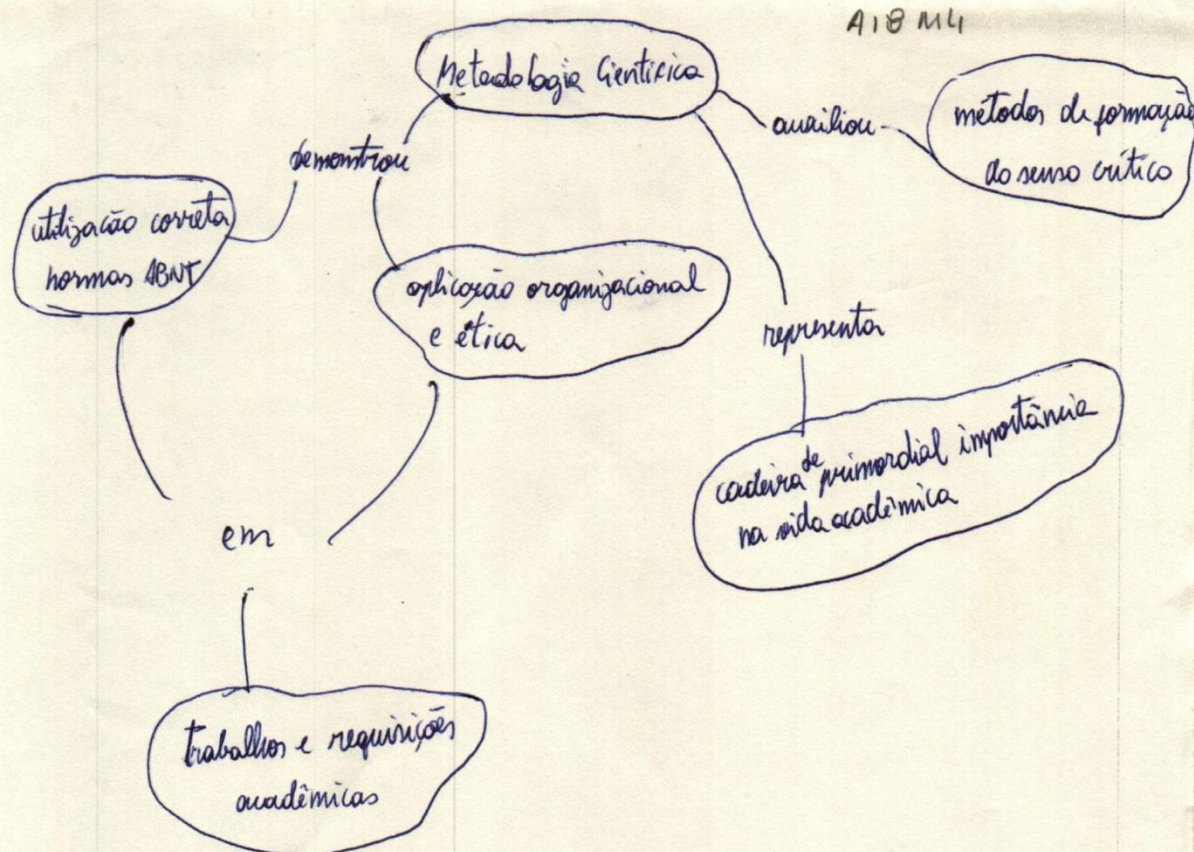 A18 M4
Metodologia Cientifica
auxiliou
métodos de formação
do senso crítico
demonstrou
utilização correta
normas ABNT
aplicação organizacional
e ética
representa
cadeira de primordial importância
na vida acadêmica
em
trabalhos e requisições
acadêmicas